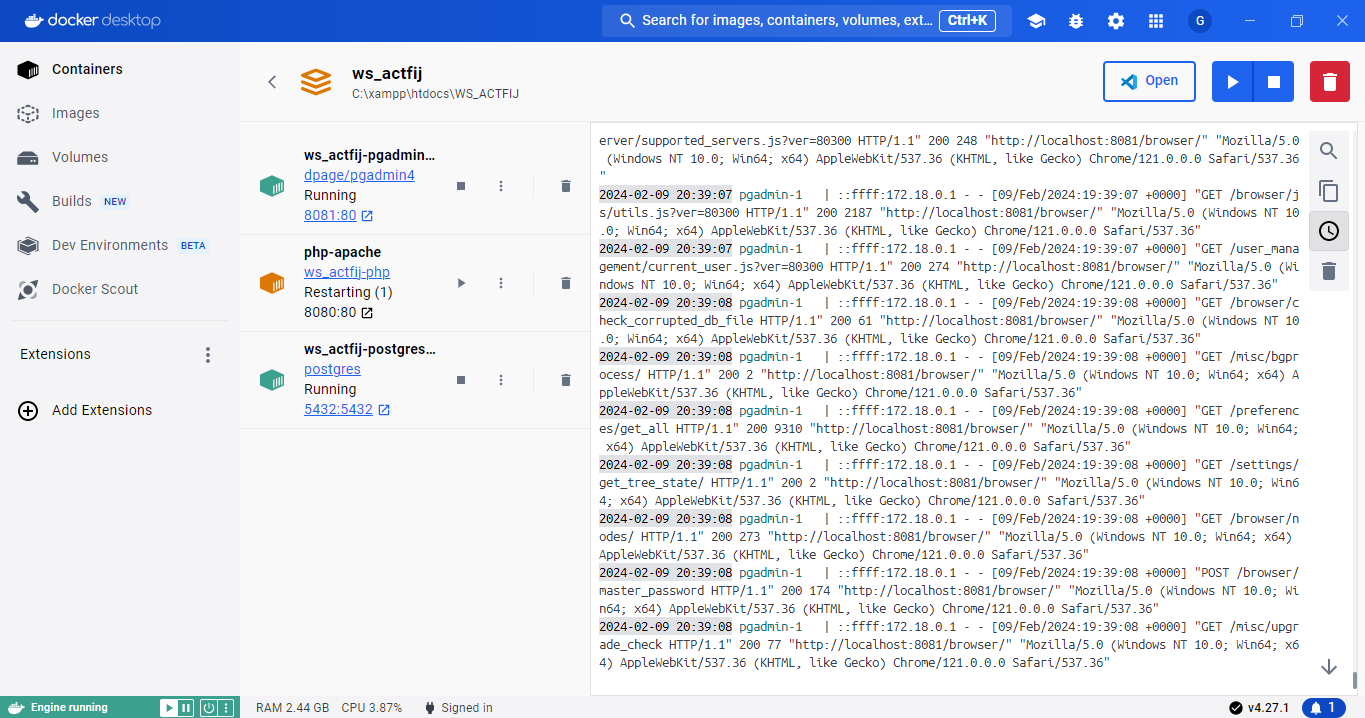 docker desktop
Search for images, containers, volumes, ext... Ctrl+K
G
Containers
Images
Volumes
Builds NEW
Dev Environments BETA
Docker Scout
Extensions
Add Extensions
ws_actfij
C:\xampp\htdocs\WS_ACTFIJ
Open
ws_actfij-pgadmin...
dpage/pgadmin4
Running
8081:80
php-apache
ws_actfij-php
Restarting (1)
8080:80
ws_actfij-postgres...
postgres
Running
5432:5432
erver/supported_servers.js?ver=80300 HTTP/1.1" 200 248 "http://localhost:8081/browser/" "Mozilla/5.0
(Windows NT 10.0; Win64; x64) AppleWebKit/537.36 (KHTML, like Gecko) Chrome/121.0.0.0 Safari/537.36
"
2024-02-09 20:39:07 pgadmin-1 | ::ffff:172.18.0.1 - - [09/Feb/2024:19:39:07 +0000] "GET /browser/j
s/utils.js?ver=80300 HTTP/1.1" 200 2187 "http://localhost:8081/browser/" "Mozilla/5.0 (Windows NT 10
.0; Win64; x64) AppleWebKit/537.36 (KHTML, like Gecko) Chrome/121.0.0.0 Safari/537.36"
2024-02-09 20:39:07 pgadmin-1 | ::ffff:172.18.0.1 - - [09/Feb/2024:19:39:07 +0000] "GET /user_mana
gement/current_user.js?ver=80300 HTTP/1.1" 200 274 "http://localhost:8081/browser/" "Mozilla/5.0 (Wi
ndows NT 10.0; Win64; x64) AppleWebKit/537.36 (KHTML, like Gecko) Chrome/121.0.0.0 Safari/537.36"
2024-02-09 20:39:08 pgadmin-1 | ::ffff:172.18.0.1 - - [09/Feb/2024:19:39:08 +0000] "GET /browser/c
heck_corrupted_db_file HTTP/1.1" 200 61 "http://localhost:8081/browser/" "Mozilla/5.0 (Windows NT 10
.0; Win64; x64) AppleWebKit/537.36 (KHTML, like Gecko) Chrome/121.0.0.0 Safari/537.36"
2024-02-09 20:39:08 pgadmin-1 | ::ffff:172.18.0.1 - - [09/Feb/2024:19:39:08 +0000] "GET /misc/bgpr
ocess/ HTTP/1.1" 200 2 "http://localhost:8081/browser/" "Mozilla/5.0 (Windows NT 10.0; Win64; x64) A
ppleWebKit/537.36 (KHTML, like Gecko) Chrome/121.0.0.0 Safari/537.36"
2024-02-09 20:39:08 pgadmin-1 | ::ffff:172.18.0.1 - - [09/Feb/2024:19:39:08 +0000] "GET /preferenc
es/get_all HTTP/1.1" 200 9310 "http://localhost:8081/browser/" "Mozilla/5.0 (Windows NT 10.0; Win64;
x64) AppleWebKit/537.36 (KHTML, like Gecko) Chrome/121.0.0.0 Safari/537.36"
2024-02-09 20:39:08 pgadmin-1 | ::ffff:172.18.0.1 - - [09/Feb/2024:19:39:08 +0000] "GET /settings/
get_tree_state/ HTTP/1.1" 200 2 "http://localhost:8081/browser/" "Mozilla/5.0 (Windows NT 10.0; Win6
4; x64) AppleWebKit/537.36 (KHTML, like Gecko) Chrome/121.0.0.0 Safari/537.36"
2024-02-09 20:39:08 pgadmin-1 | ::ffff:172.18.0.1 - - [09/Feb/2024:19:39:08 +0000] "GET /browser/n
odes/ HTTP/1.1" 200 273 "http://localhost:8081/browser/" "Mozilla/5.0 (Windows NT 10.0; Win64; x64)
AppleWebKit/537.36 (KHTML, like Gecko) Chrome/121.0.0.0 Safari/537.36"
2024-02-09 20:39:08 pgadmin-1 | ::ffff:172.18.0.1 - - [09/Feb/2024:19:39:08 +0000] "POST /browser/
master_password HTTP/1.1" 200 174 "http://localhost:8081/browser/" "Mozilla/5.0 (Windows NT 10.0; Wi
n64; x64) AppleWebKit/537.36 (KHTML, like Gecko) Chrome/121.0.0.0 Safari/537.36"
2024-02-09 20:39:08 pgadmin-1 | ::ffff:172.18.0.1 - - [09/Feb/2024:19:39:08 +0000] "GET /misc/upgr
ade_check HTTP/1.1" 200 77 "http://localhost:8081/browser/" "Mozilla/5.0 (Windows NT 10.0; Win64; x6
4) AppleWebKit/537.36 (KHTML, like Gecko) Chrome/121.0.0.0 Safari/537.36"
Engine running
RAM 2.44 GB CPU 3.87% Signed in
v4.27.1
1